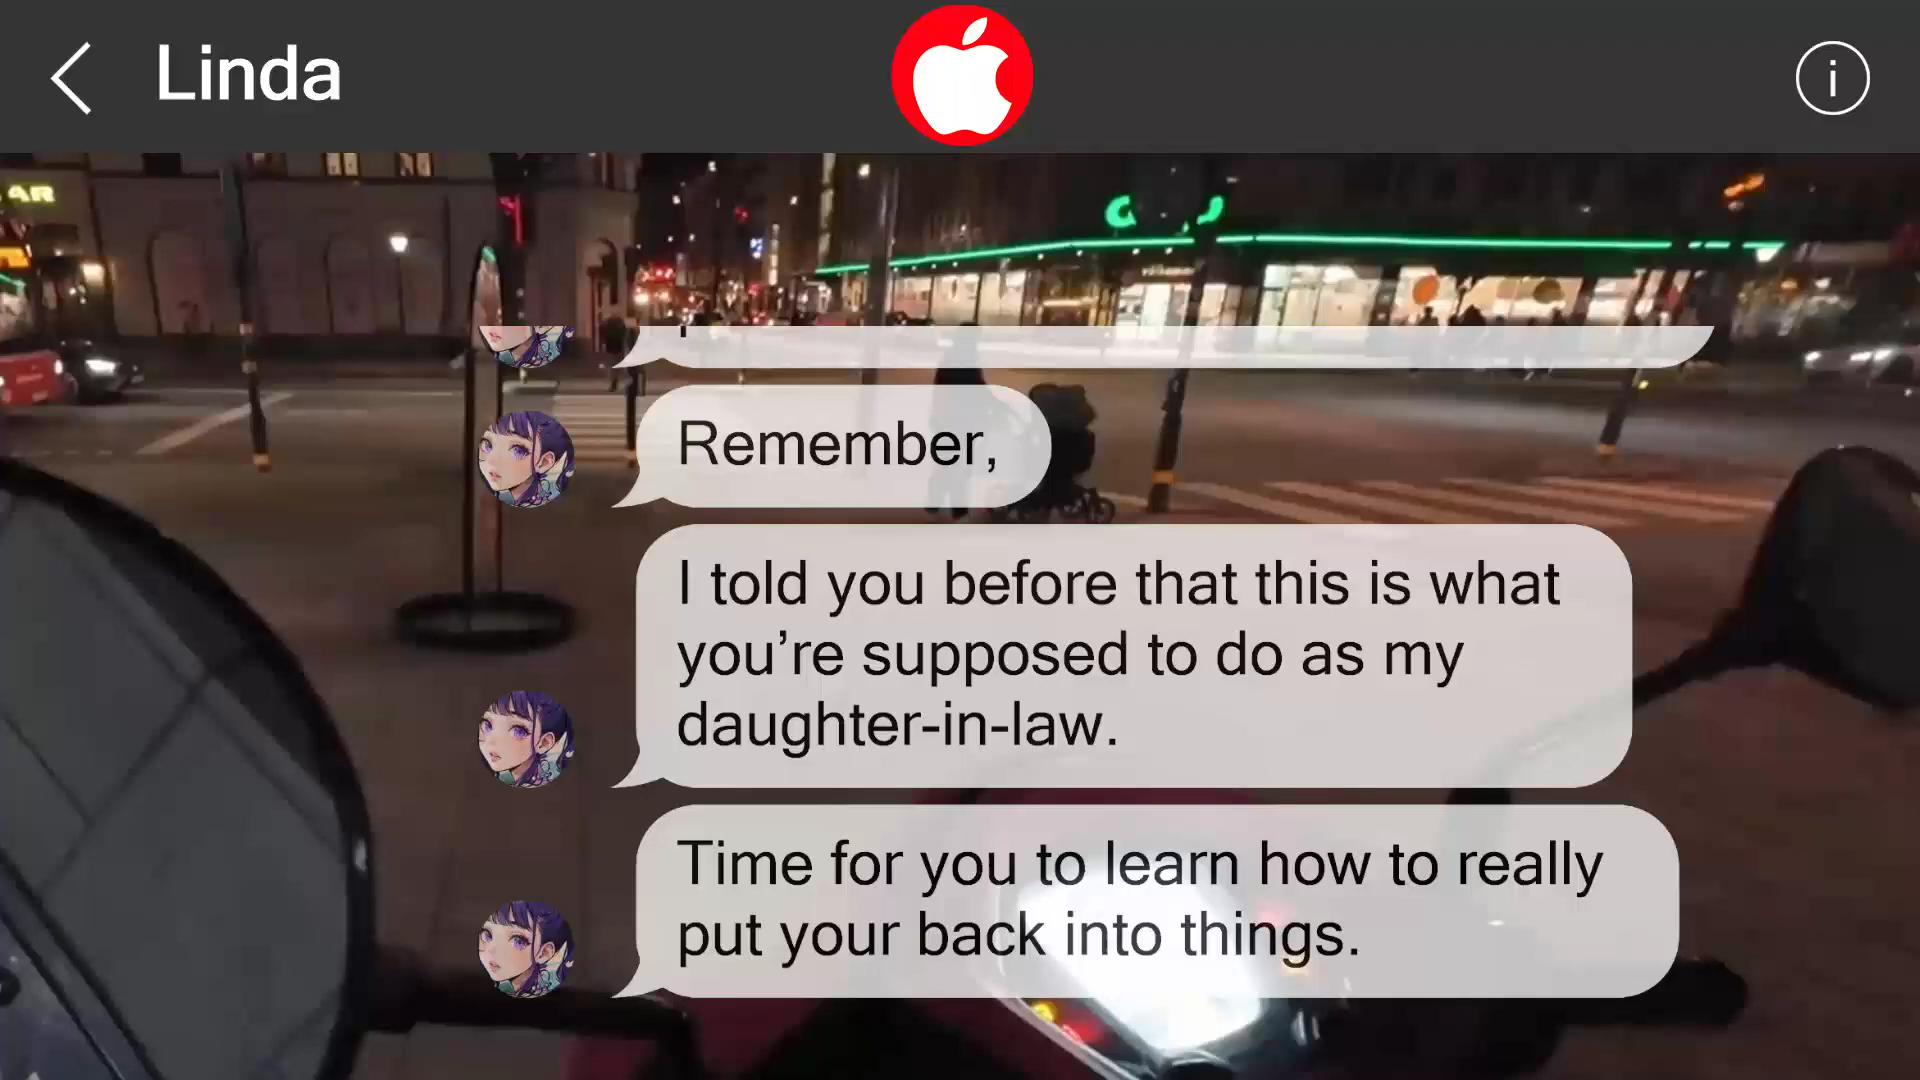 Linda
AR
Remember,
I told you before that this is what
you’re supposed to do as my
daughter-in-law.
Time for you to learn how to really
put your back into things.